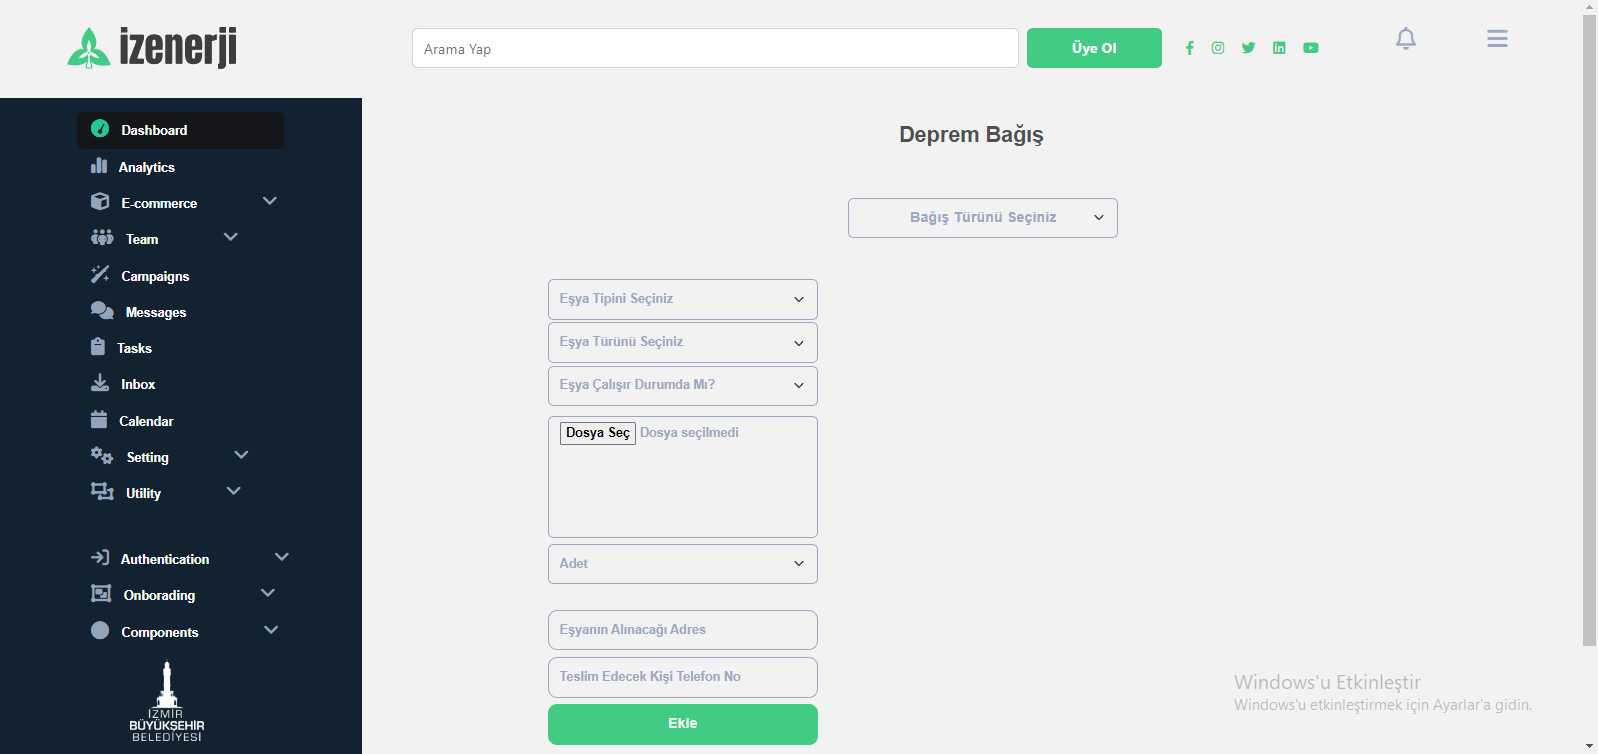 izenerji
Arama Yap
Üye Ol
Dashboard
Analytics
E-commerce
Team
Campaigns
Messages
Tasks
Inbox
Calendar
Setting
Utility
Authentication
Onborading
Components
İZMİR
BÜYÜKŞEHİR
BELEDİYESİ
Deprem Bağış
Bağış Türünü Seçiniz
Eşya Tipini Seçiniz
Eşya Türünü Seçiniz
Eşya Çalışır Durumda Mı?
Dosya Seç Dosya seçilmedi
Adet
Eşyanın Alınacağı Adres
Teslim Edecek Kişi Telefon No
Ekle
Windows'u Etkinleştir
Windows'u etkinleştirmek için Ayarlar'a gidin.